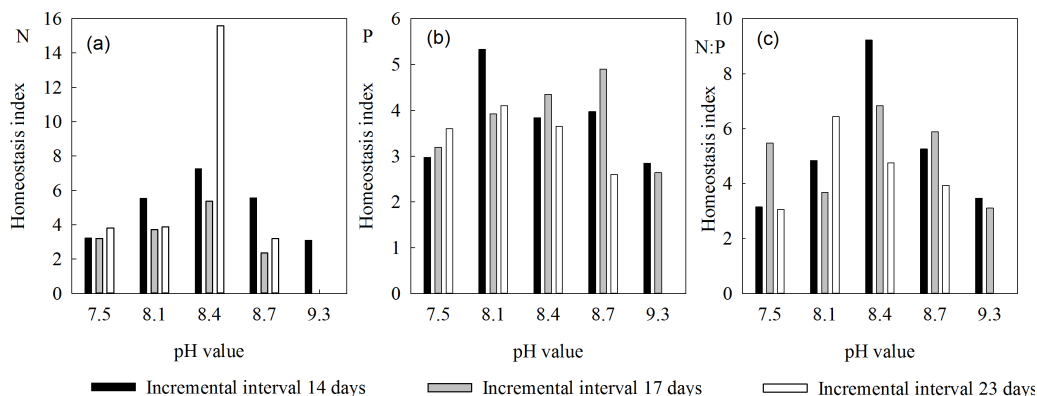 N
(a)
Homeostasis index
16
14
12
10
8
6
4
2
0
7.5 8.1 8.4 8.7 9.3
pH value
P
(b)
Homeostasis index
6
5
4
3
2
1
0
7.5 8.1 8.4 8.7 9.3
pH value
N:P
(c)
Homeostasis index
10
8
6
4
2
0
7.5 8.1 8.4 8.7 9.3
pH value
Incremental interval 14 days
Incremental interval 17 days
Incremental interval 23 days